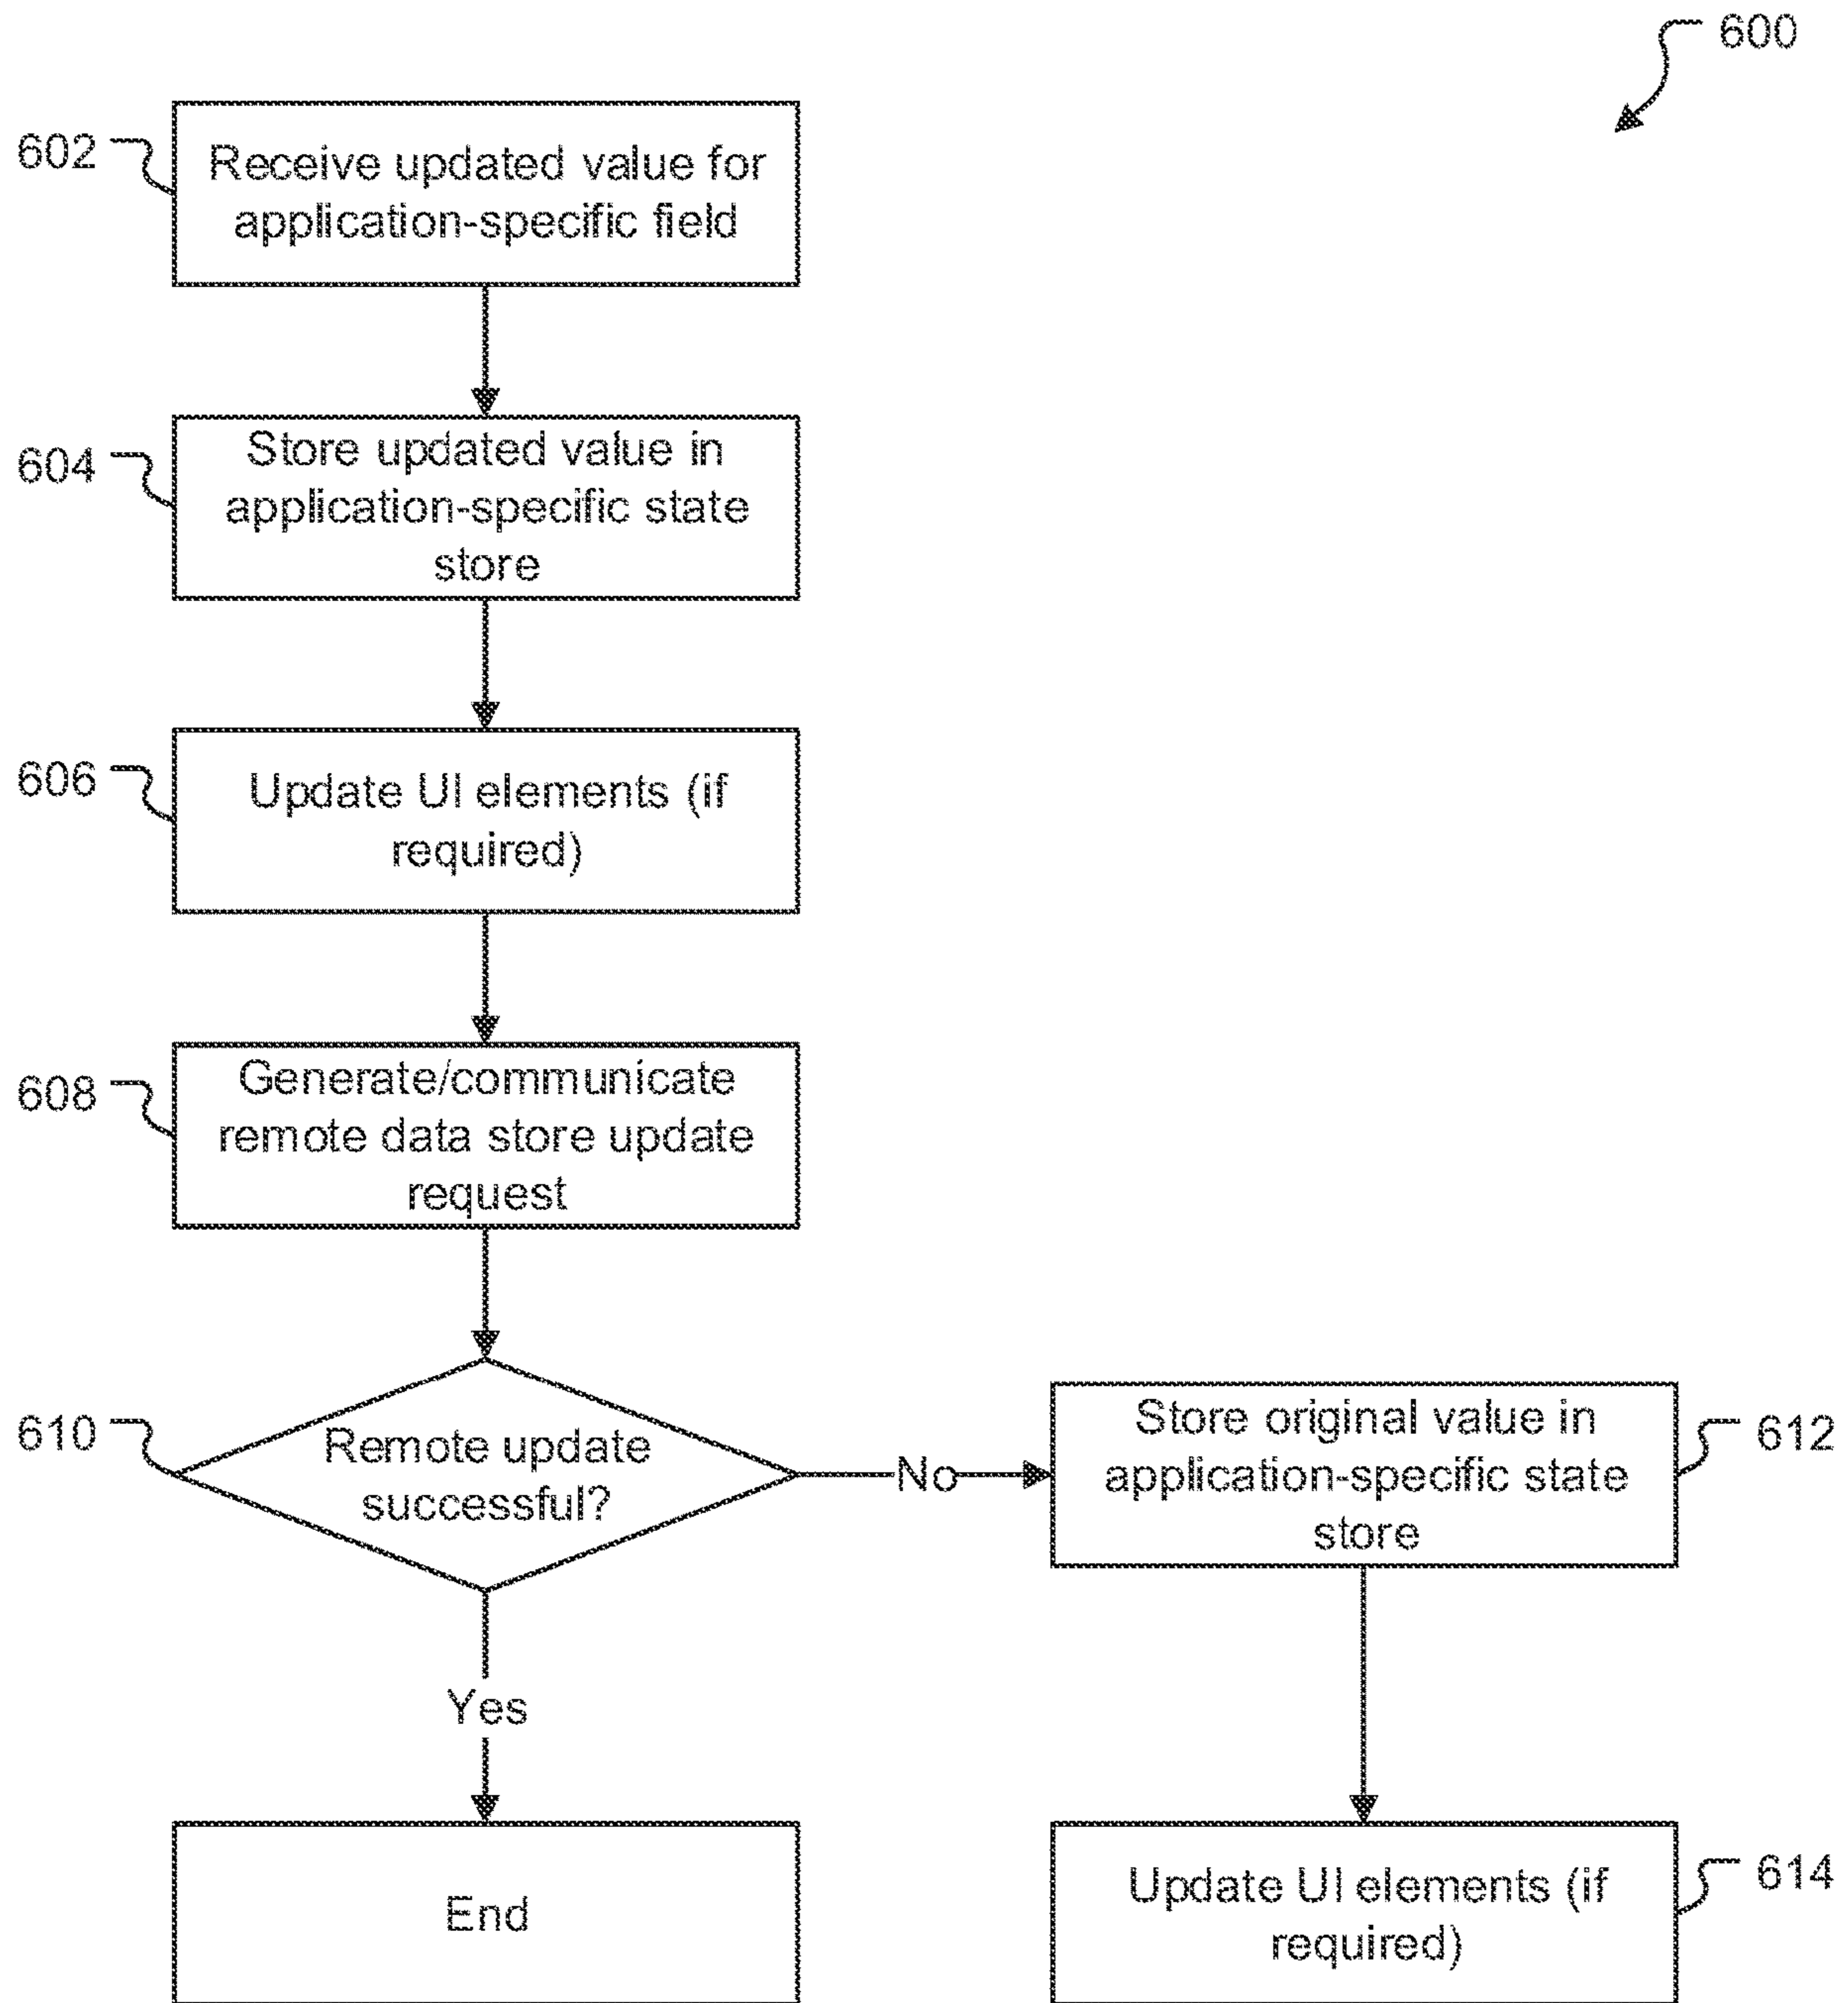 600
602
Receive updated value for
application-specific field
604
Store updated value in
application-specific state
store
606
Update UI elements (if
required)
608
Generate/communicate
remote data store update
request
610
Remote update
successful?
No
Store original value in
application-specific state
store
612
Yes
End
Update UI elements (if
required)
614